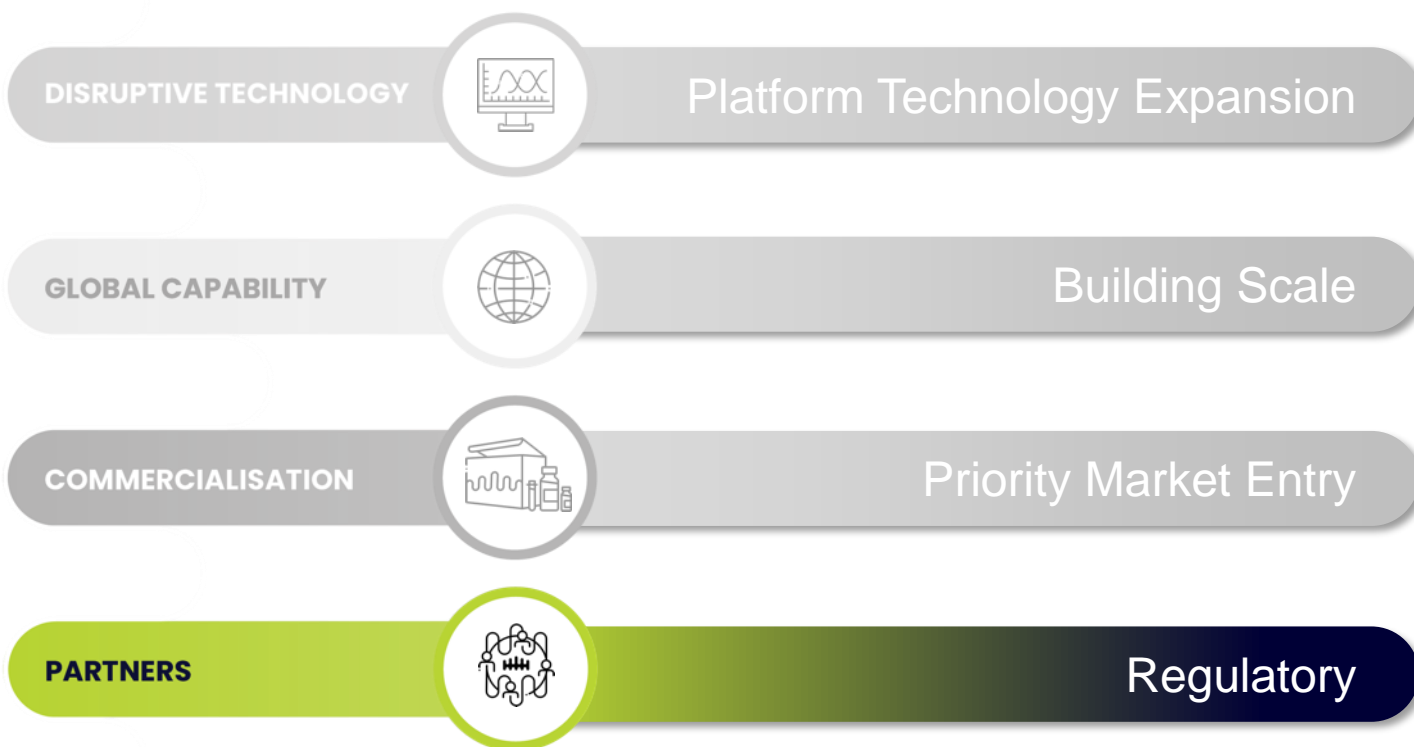 DISRUPTIVE TECHNOLOGY
Platform Technology Expansion
GLOBAL CAPABILITY
Building Scale
COMMERCIALISATION
Priority Market Entry
PARTNERS
Regulatory